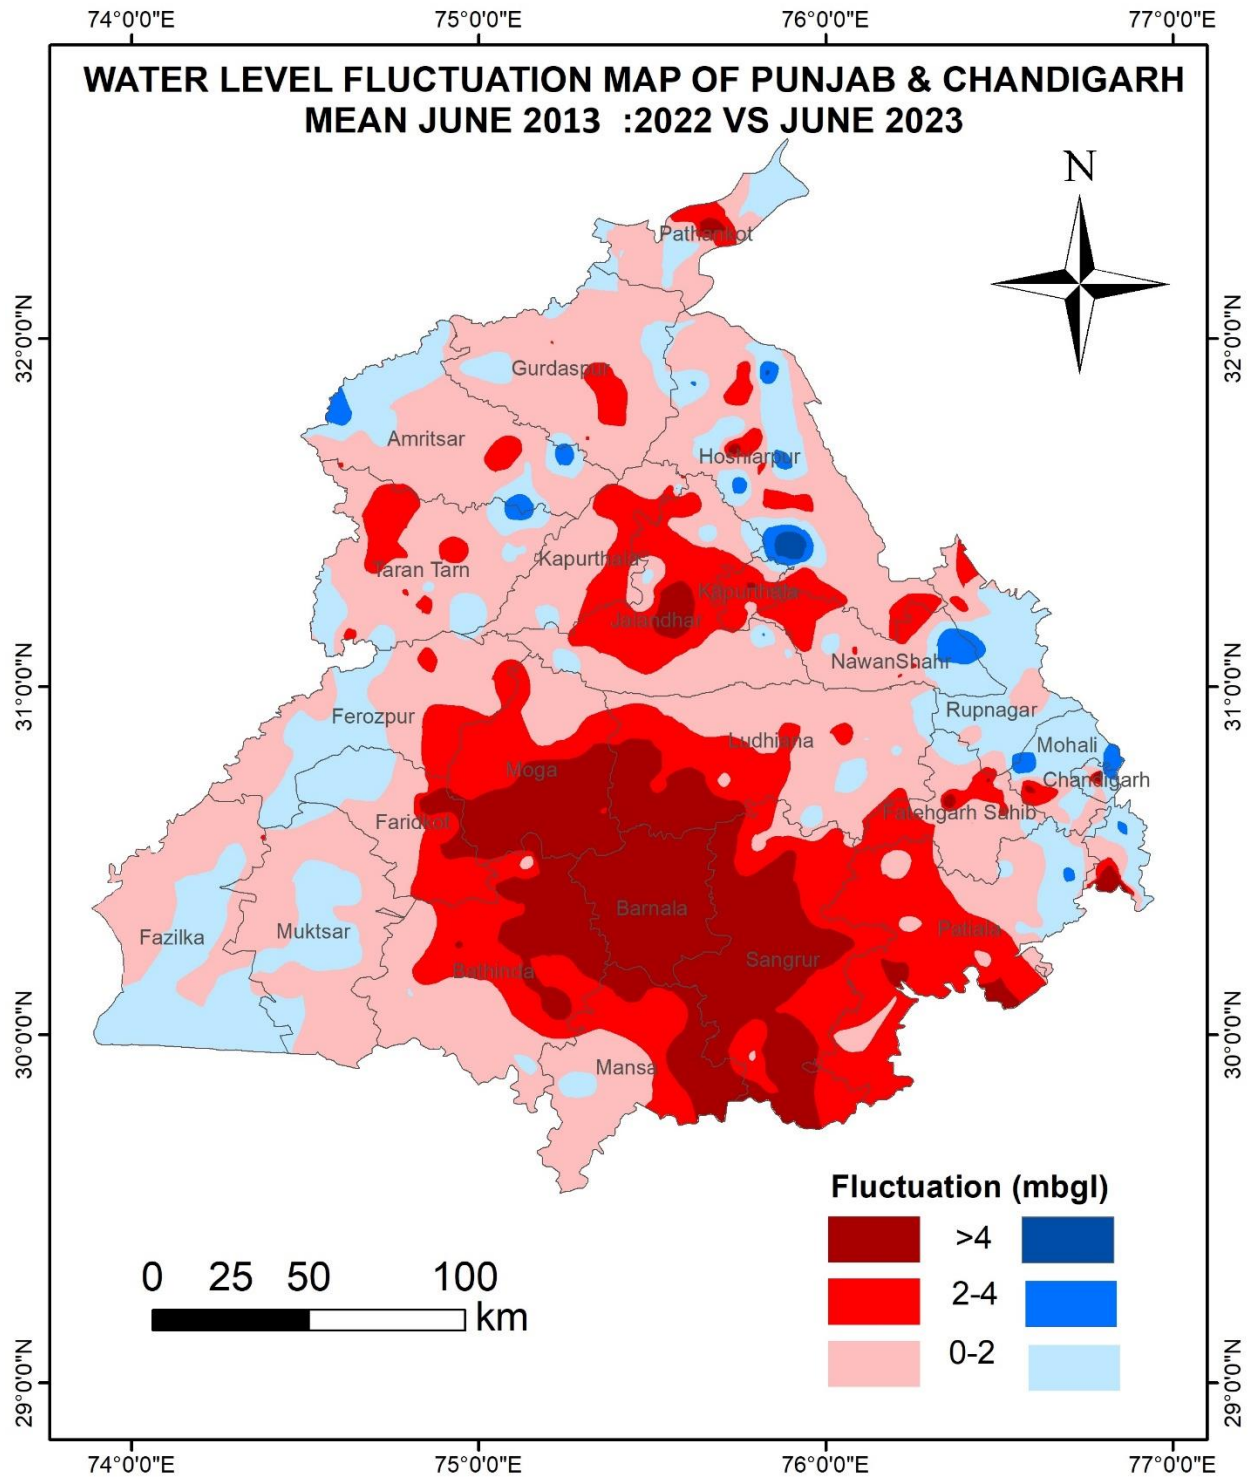 74°0'0"E 75°0'0"E 76°0'0"E 77°0'0"E
WATER LEVEL FLUCTUATION MAP OF PUNJAB & CHANDIGARH
MEAN JUNE 2013 :2022 VS JUNE 2023
N
Pathankot
32°0'0"N 32°0'0"N
Gurdaspur
Amritsar
Hoshiarpur
Kapurthala
Taran Tarn
Kapurthala
Jalandhar
NawanShahr
31°0'0"N 31°0'0"N
Rupnagar
Ferozpur
Ludhiana
Mohali
Moga
Chandigarh
Fatehgarh Sahib
Faridkot
Barnala
Patiala
Muktsar
Fazilka
Sangrur
Bathinda
30°0'0"N 30°0'0"N
Mansa
Fluctuation (mbgl)
>4
2-4
0-2
0 25 50 100
km
29°0'0"N 29°0'0"N
74°0'0"E 75°0'0"E 76°0'0"E 77°0'0"E